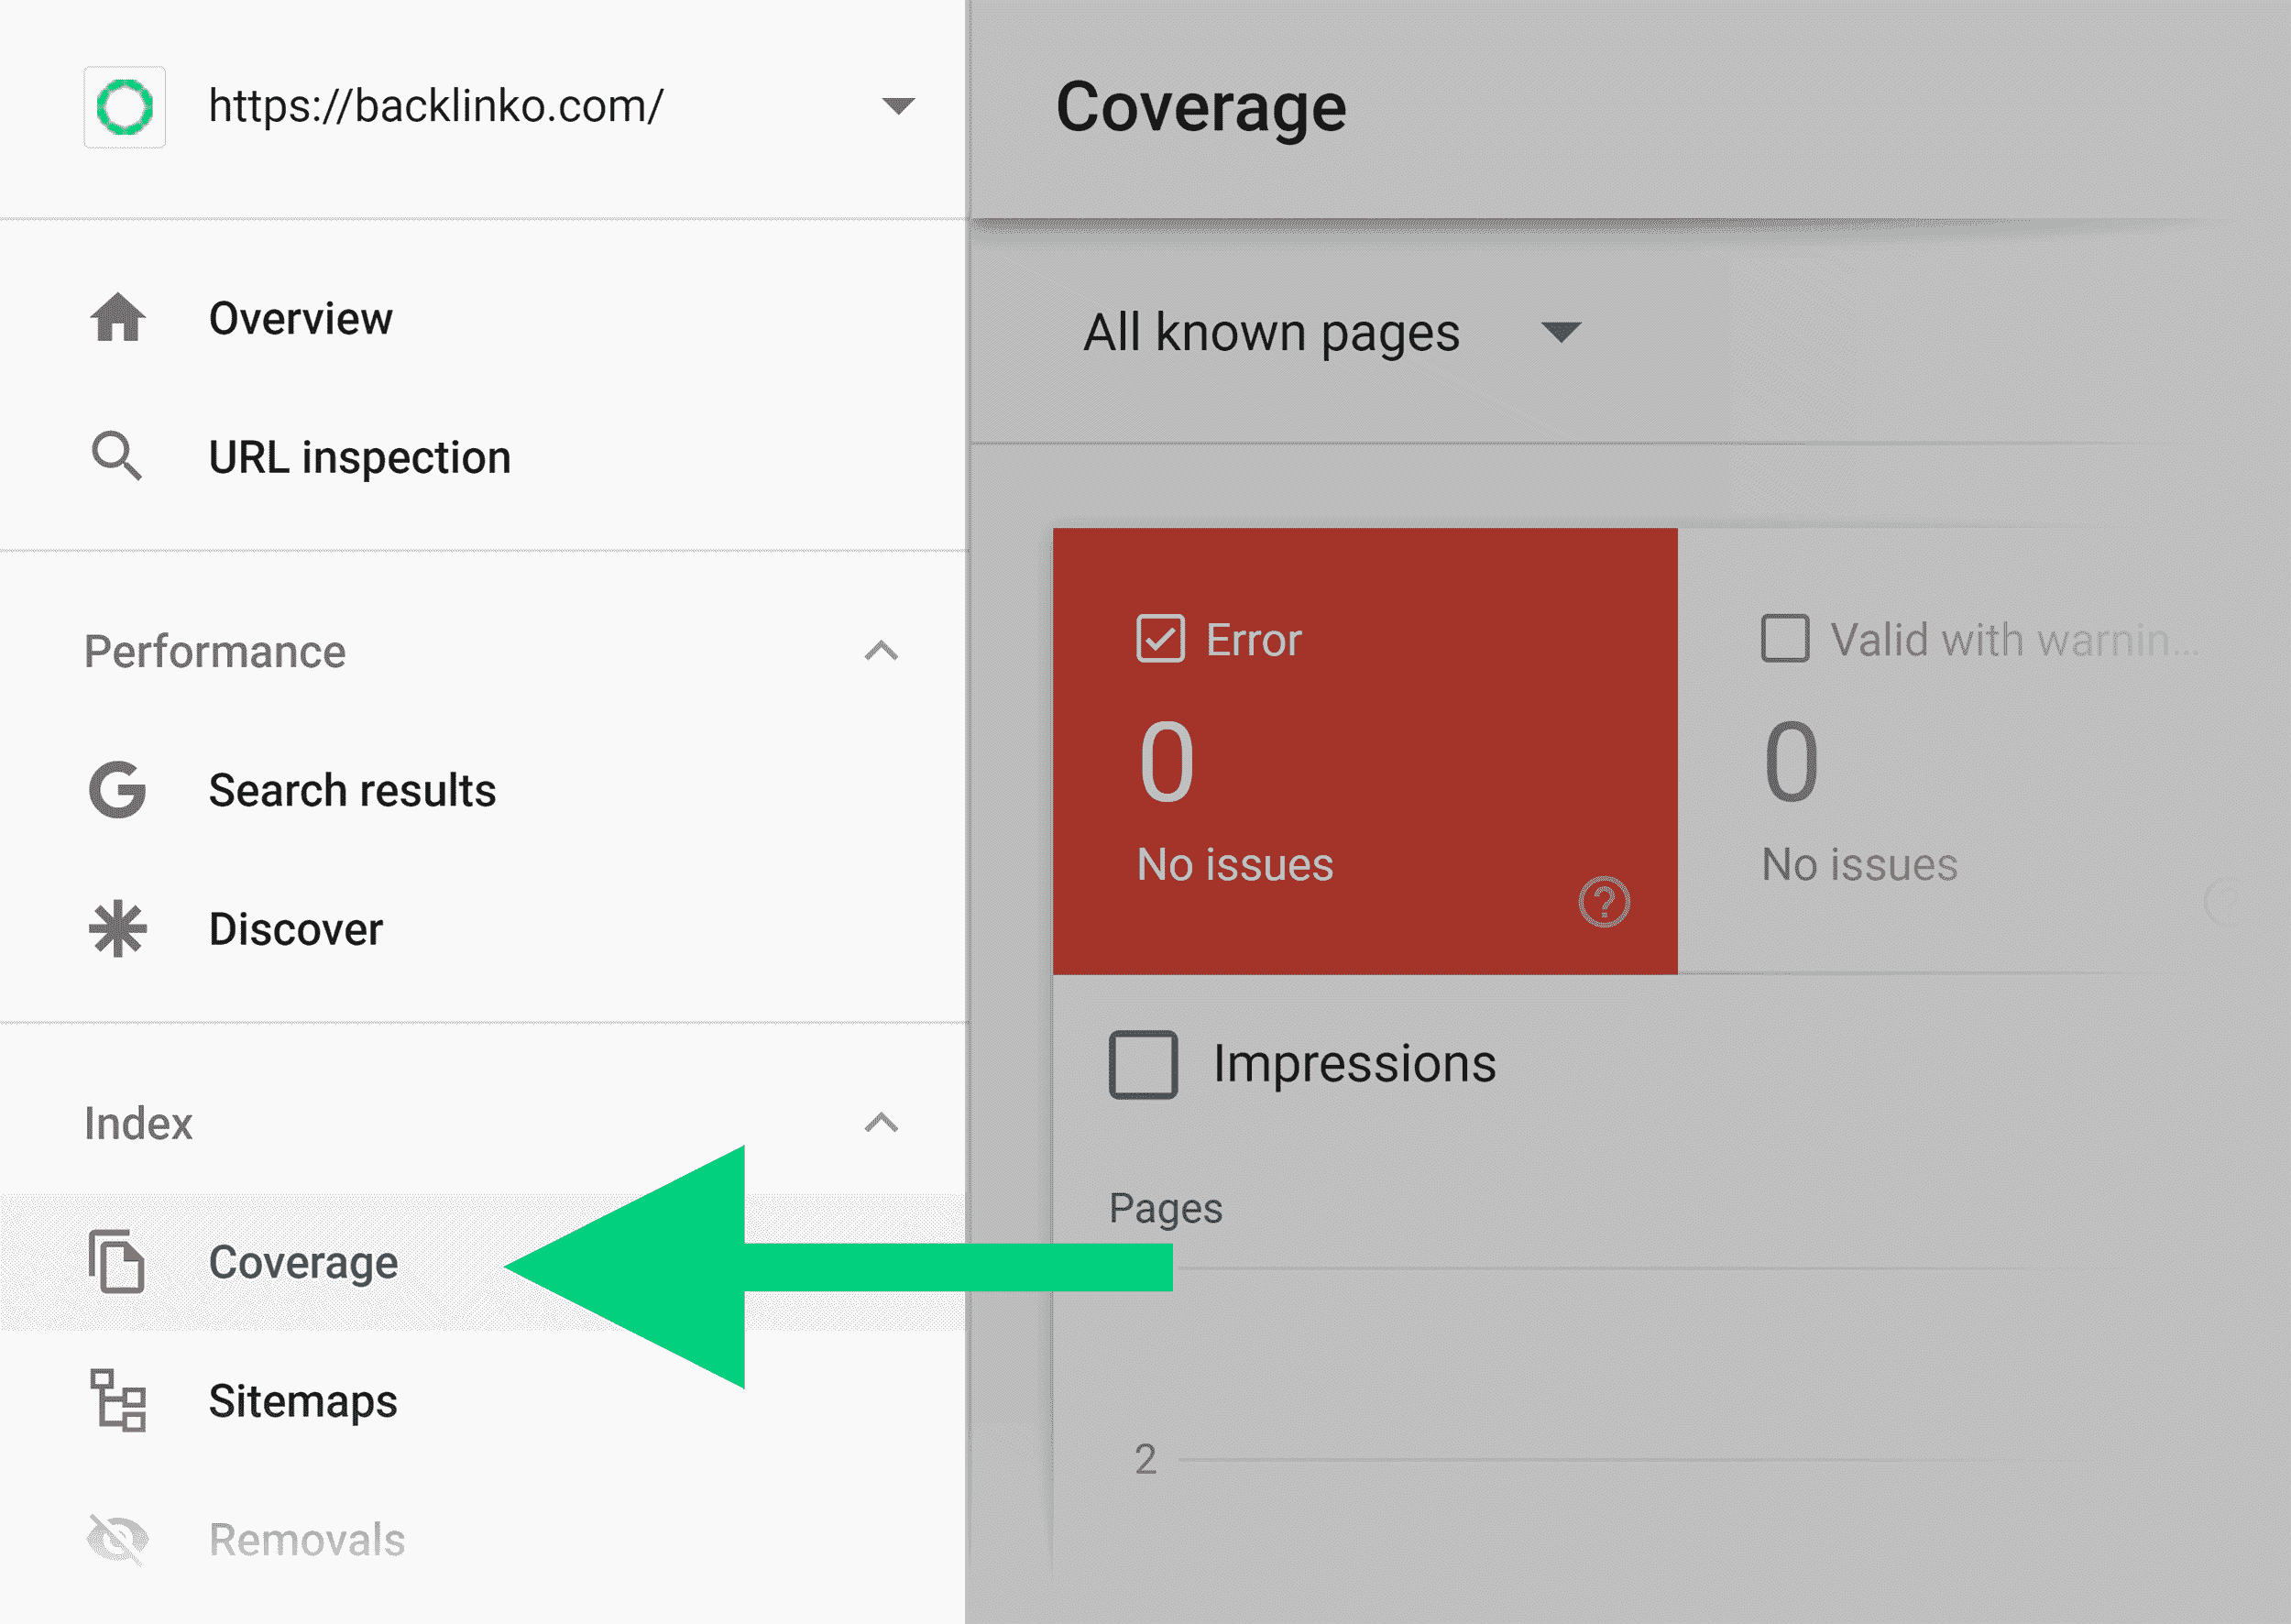 https://backlinko.com/
Overview
URL inspection
Performance
Search results
Discover
Index
Coverage
Sitemaps
Removals
Coverage
All known pages
Error
0
No issues
Valid with warnin...
0
No issues
Impressions
Pages
2